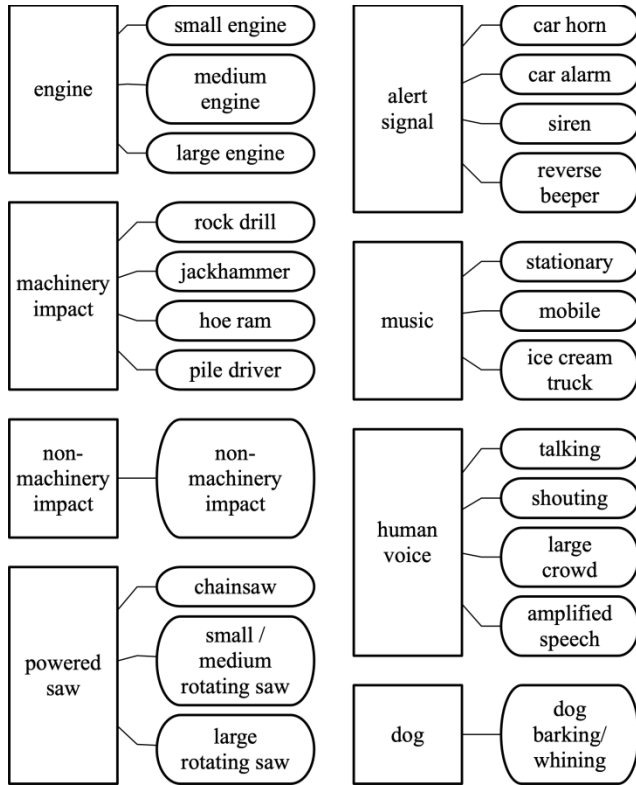 engine
small engine
medium
engine
large engine
machinery
impact
rock drill
jackhammer
hoe ram
pile driver
non-
machinery
impact
non-
machinery
impact
powered
saw
chainsaw
small /
medium
rotating saw
large
rotating saw
alert
signal
car horn
car alarm
siren
reverse
beeper
music
stationary
mobile
ice cream
truck
human
voice
talking
shouting
large
crowd
amplified
speech
dog
dog
barking/
whining